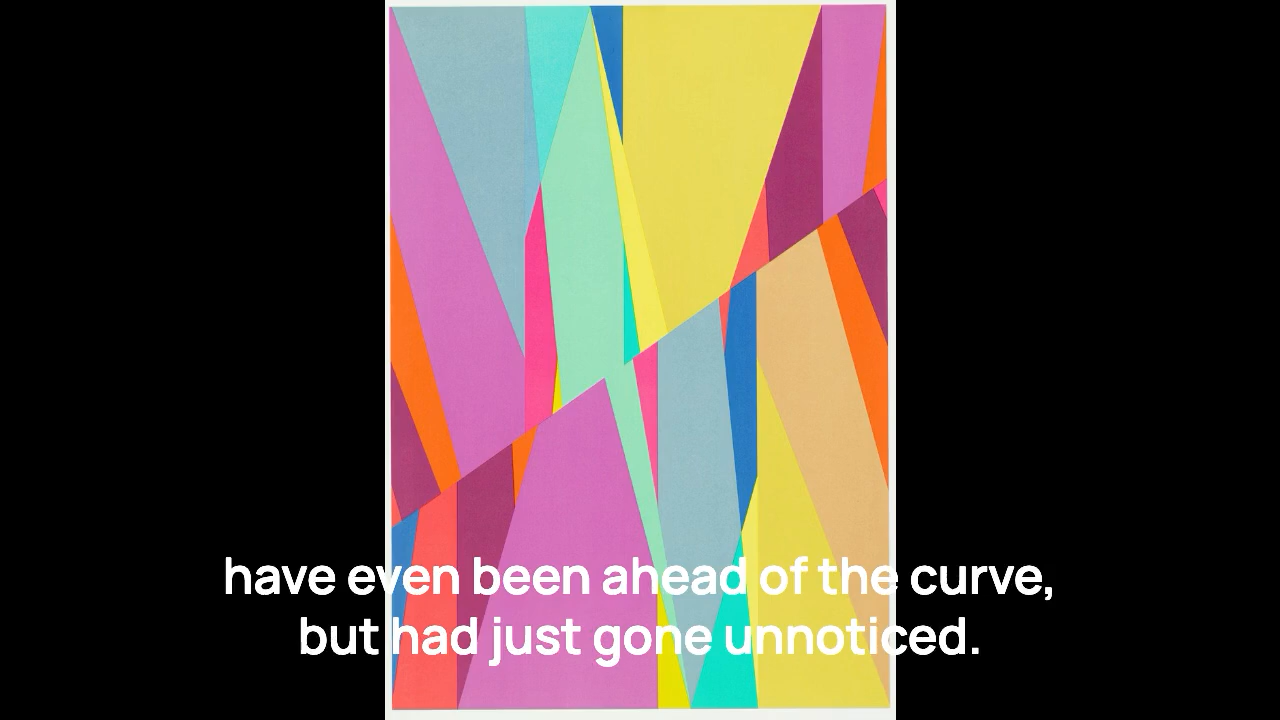 have even been ahead of the curve,
but had just gone unnoticed.